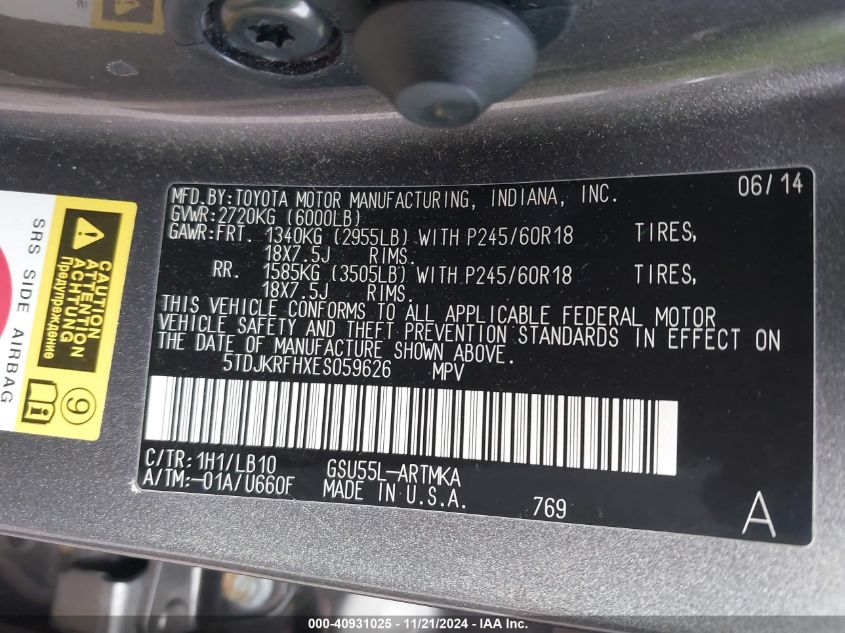 MFD.BY:TOYOTA MOTOR MANUFACTURING, INDIANA, INC. 06/14
GVWR:2720KG (6000LB)
GAWR:FRT. 1340KG (2955LB) WITH P245/60R18 TIRES,
18X7.5J RIMS.
RR. 1585KG (3505LB) WITH P245/60R18 TIRES,
18X7.5J RIMS.
THIS VEHICLE CONFORMS TO ALL APPLICABLE FEDERAL MOTOR
VEHICLE SAFETY AND THEFT PREVENTION STANDARDS IN EFFECT ON
THE DATE OF MANUFACTURE SHOWN ABOVE.
5TDJKRFHXES059626 MPV
C/TR:1H1/LB10 GSU55L-ARTMKA
A/TM:-01A/U660F MADE IN U.S.A. 769 A
SRS SIDE AIRBAG
CAUTION
ATTENTION
ACHTUNG
Предупреждение
9
000-40931025 - 11/21/2024 - IAA Inc.